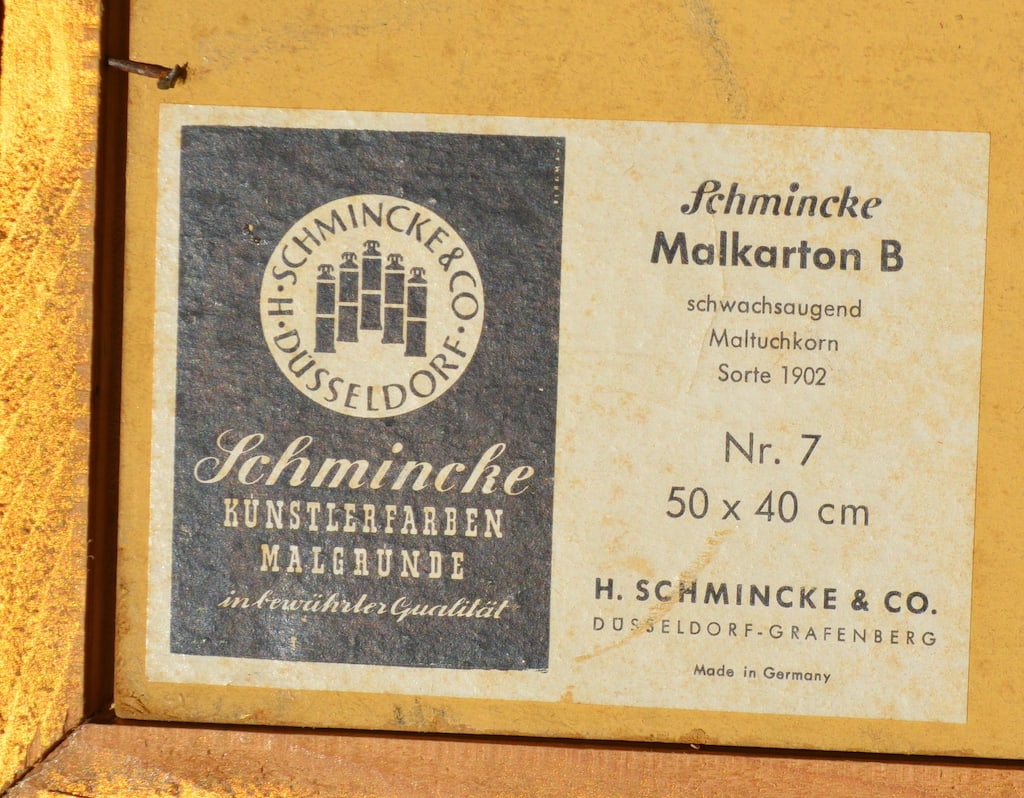 H · SCHMINCKE & CO ·
DÜSSELDORF ·
Schmincke
KÜNSTLERFARBEN
MALGRÜNDE
in bewährter Qualität
Schmincke
Malkarton B
schwachsaugend
Maltuchkorn
Sorte 1902
Nr. 7
50 x 40 cm
H. SCHMINCKE & CO.
DÜSSELDORF-GRAFENBERG
Made in Germany